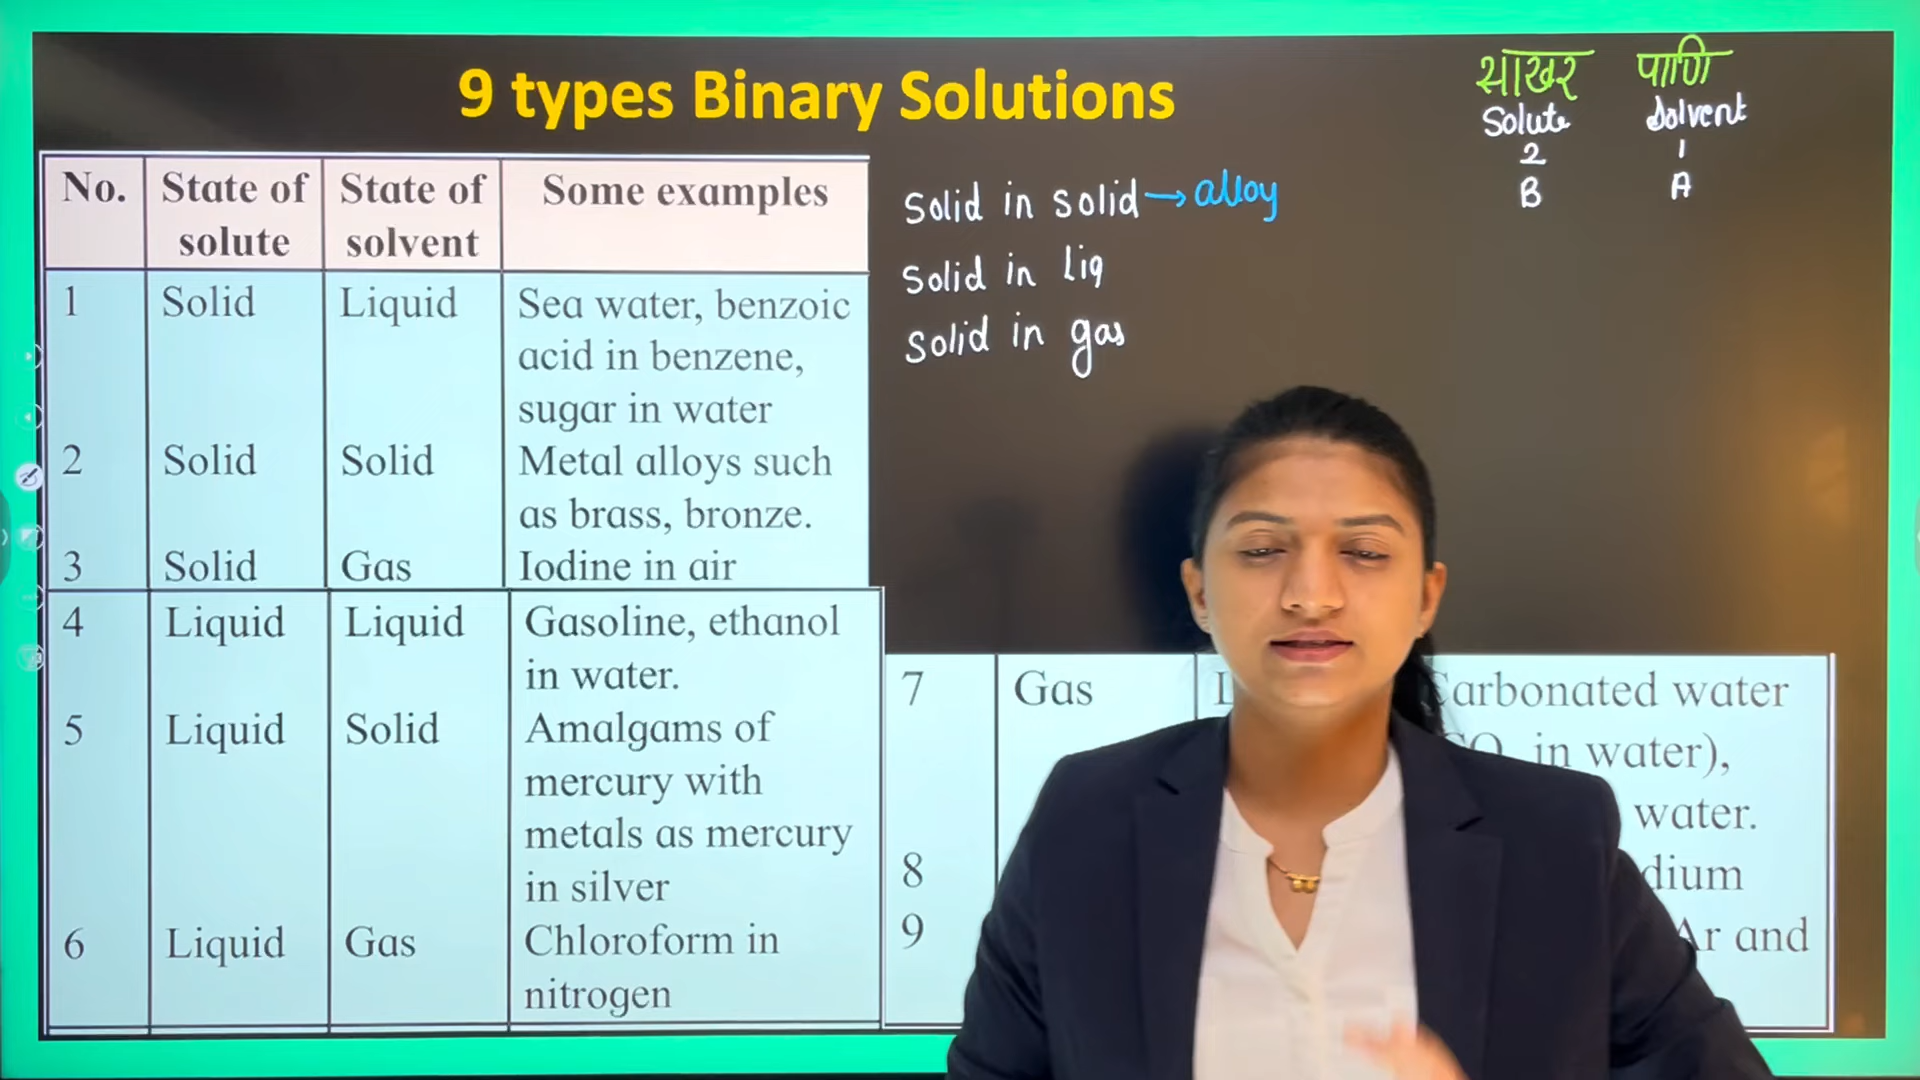 9 types Binary Solutions
साखर पाणि
Solute Solvent
2 1
B A
No. State of solute State of solvent Some examples
1 Solid Liquid Sea water, benzoic
acid in benzene,
sugar in water
2 Solid Solid Metal alloys such
as brass, bronze.
3 Solid Gas Iodine in air
4 Liquid Liquid Gasoline, ethanol
in water.
5 Liquid Solid Amalgams of
mercury with
metals as mercury
in silver
6 Liquid Gas Chloroform in
nitrogen
Solid in solid → alloy
Solid in Liq
Solid in gas
7 Gas Carbonated water
in water),
water.
8
9 Ar and